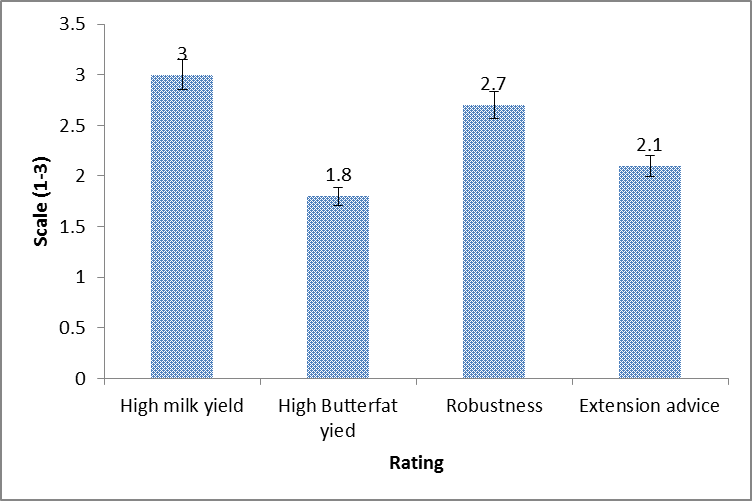 3.5
3
2.5
2
1.5
1
0.5
0
Scale (1-3)
3
1.8
2.7
2.1
High milk yield
High Butterfat
yied
Robustness
Extension advice
Rating